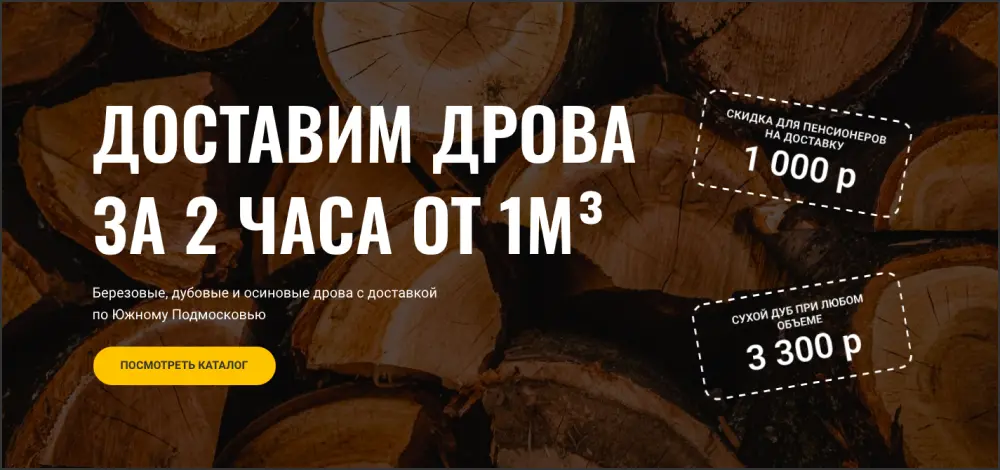 ДОСТАВИМ ДРОВА
ЗА 2 ЧАСА ОТ 1М³
Березовые, дубовые и осиновые дрова с доставкой
по Южному Подмосковью
ПОСМОТРЕТЬ КАТАЛОГ
СКИДКА ДЛЯ ПЕНСИОНЕРОВ
НА ДОСТАВКУ
1 000 р
СУХОЙ ДУБ ПРИ ЛЮБОМ
ОБЪЕМЕ
3 300 р